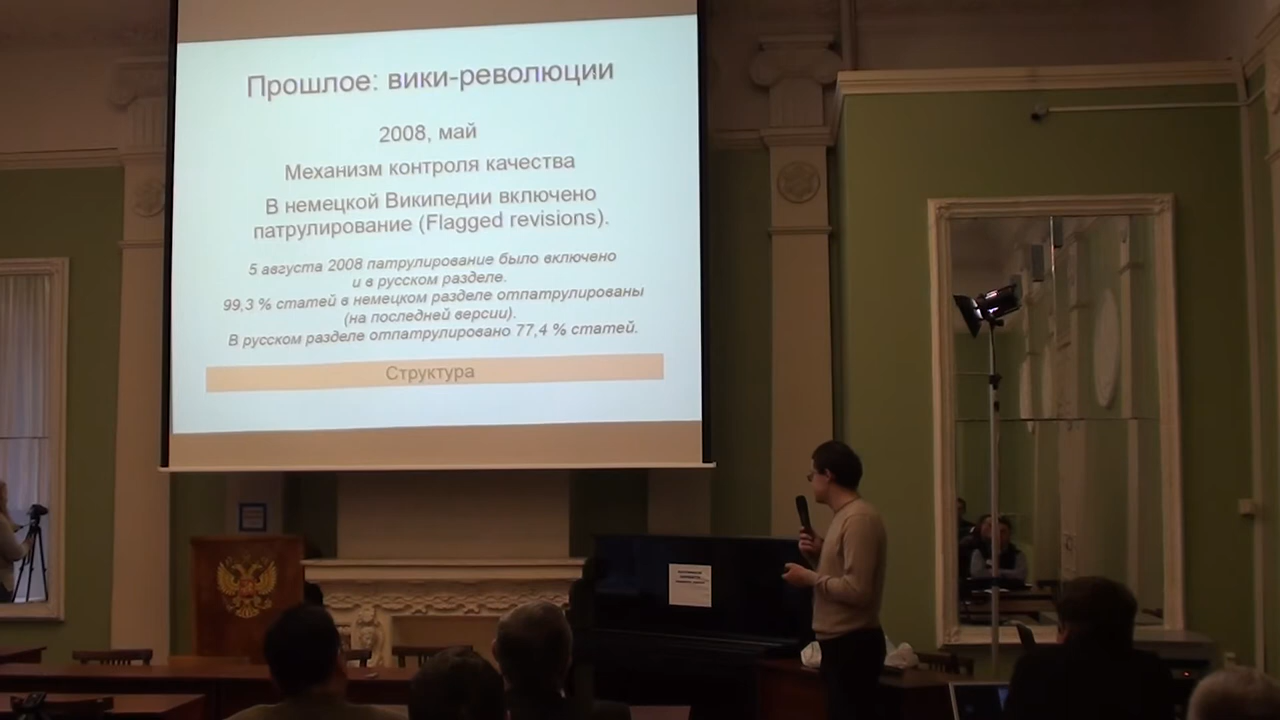 Прошлое: вики-революции
2008, май
Механизм контроля качества
В немецкой Википедии включено
патрулирование (Flagged revisions).
5 августа 2008 патрулирование было включено
и в русском разделе.
99,3 % статей в немецком разделе отпатрулированы
(на последней версии).
В русском разделе отпатрулировано 77,4 % статей.
Структура